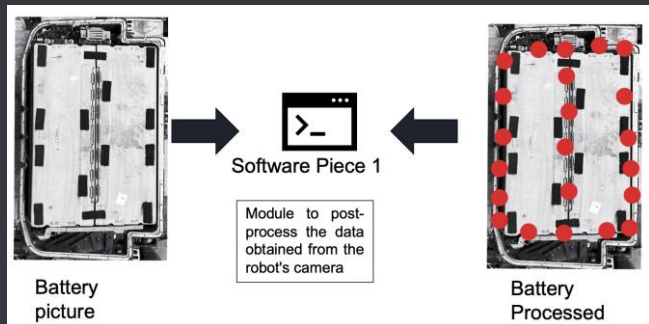 Software Piece 1
Module to post-
process the data
obtained from the
robot's camera
Battery
picture
Battery
Processed